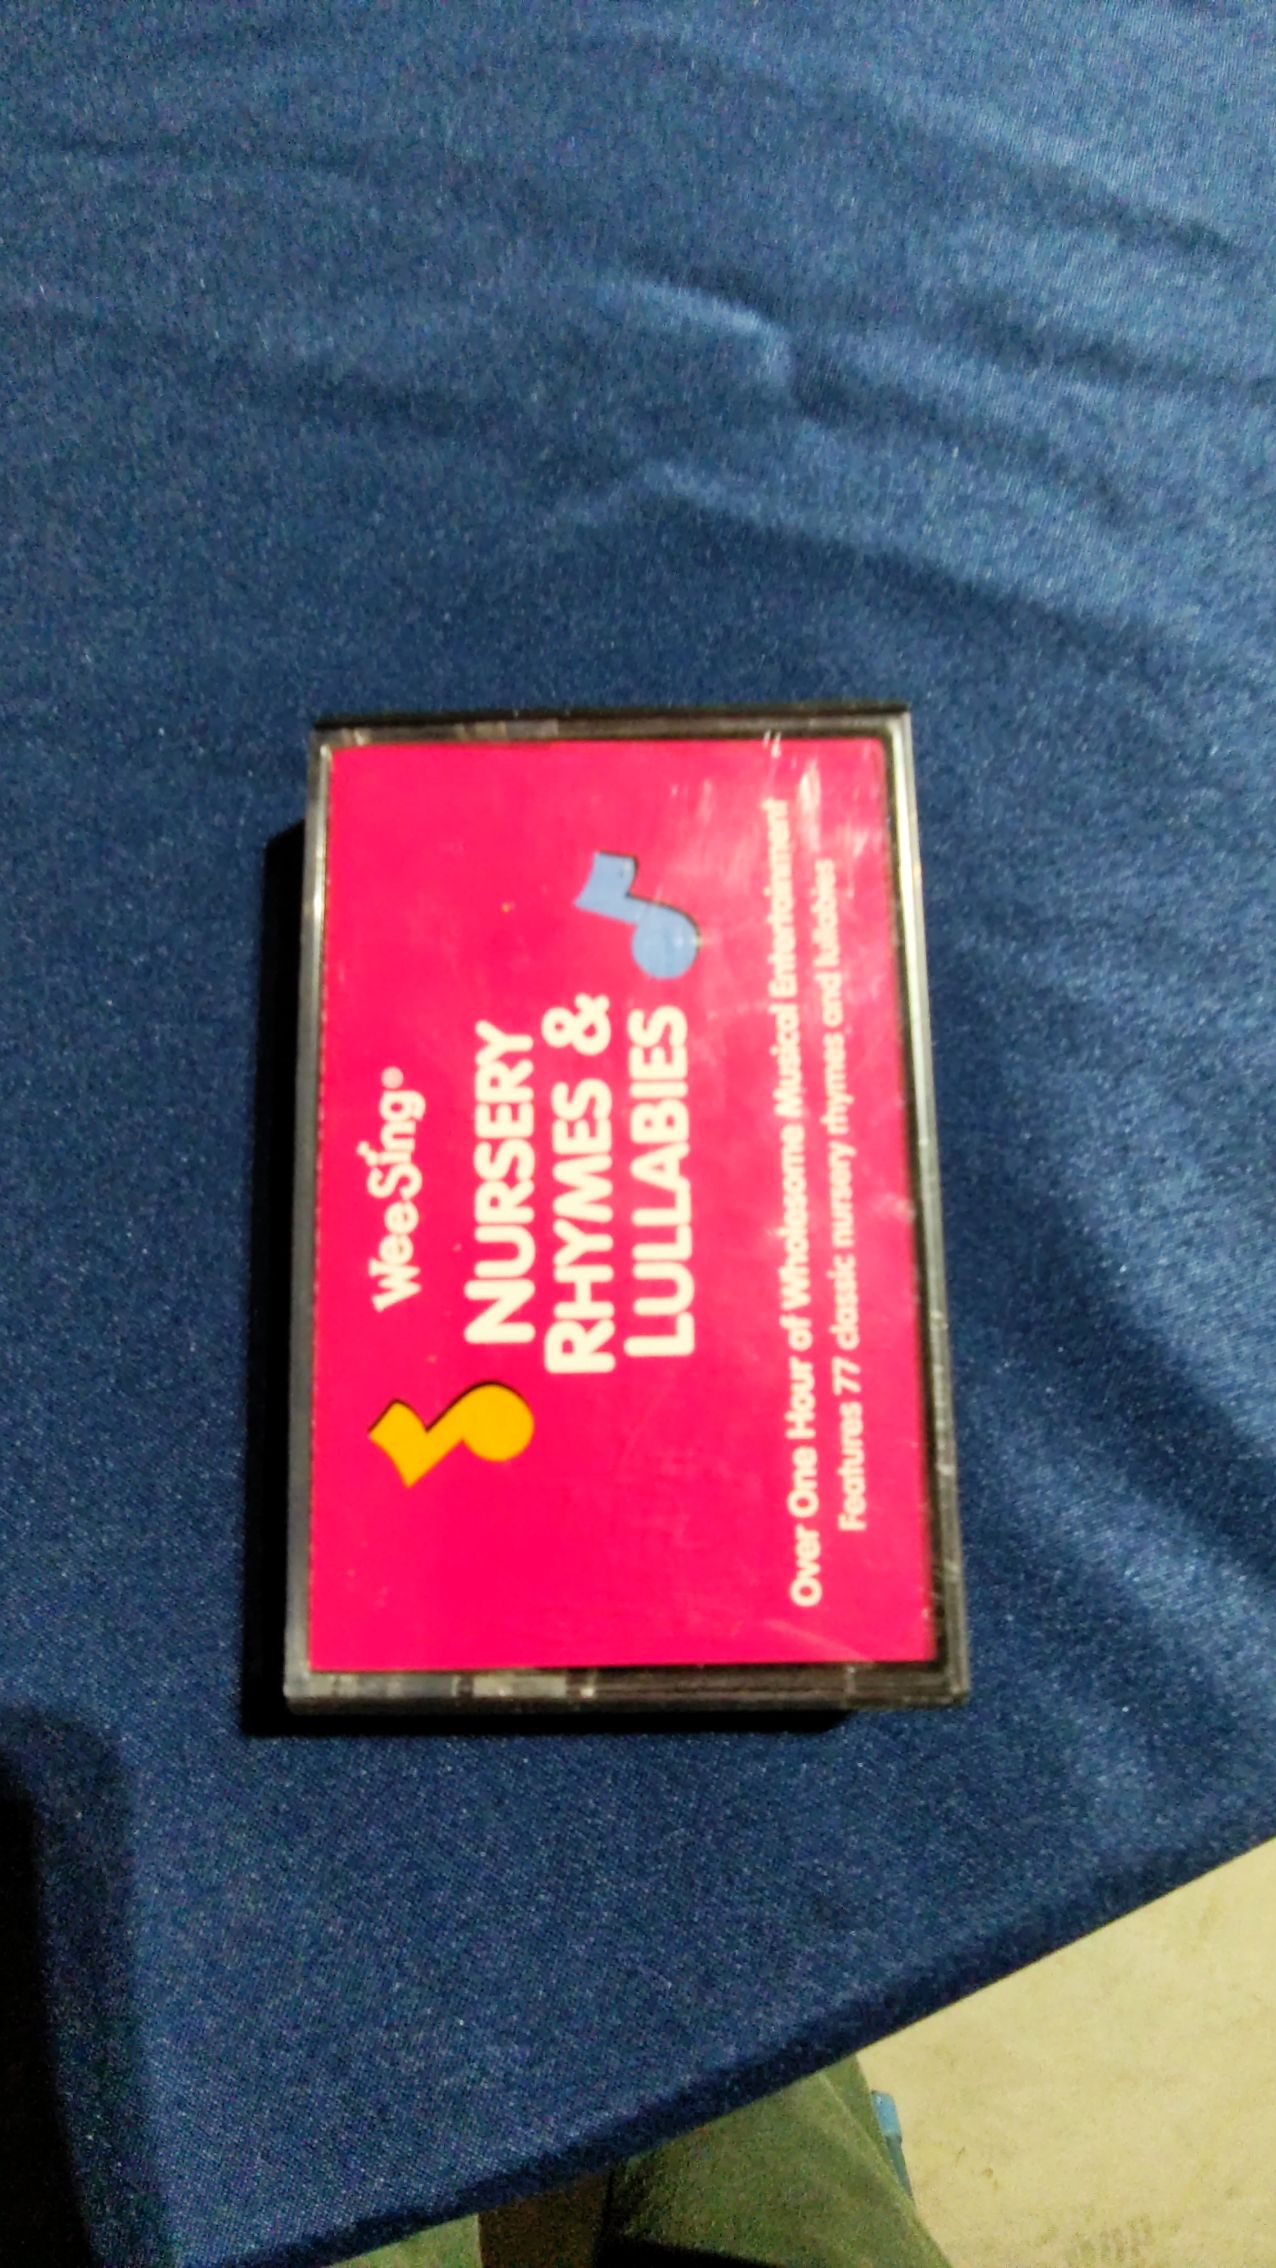 WeeSing®
NURSERY
RHYMES &
LULLABIES
Over One Hour of Wholesome Musical Entertainment
Features 77 classic nursery rhymes and lullabies